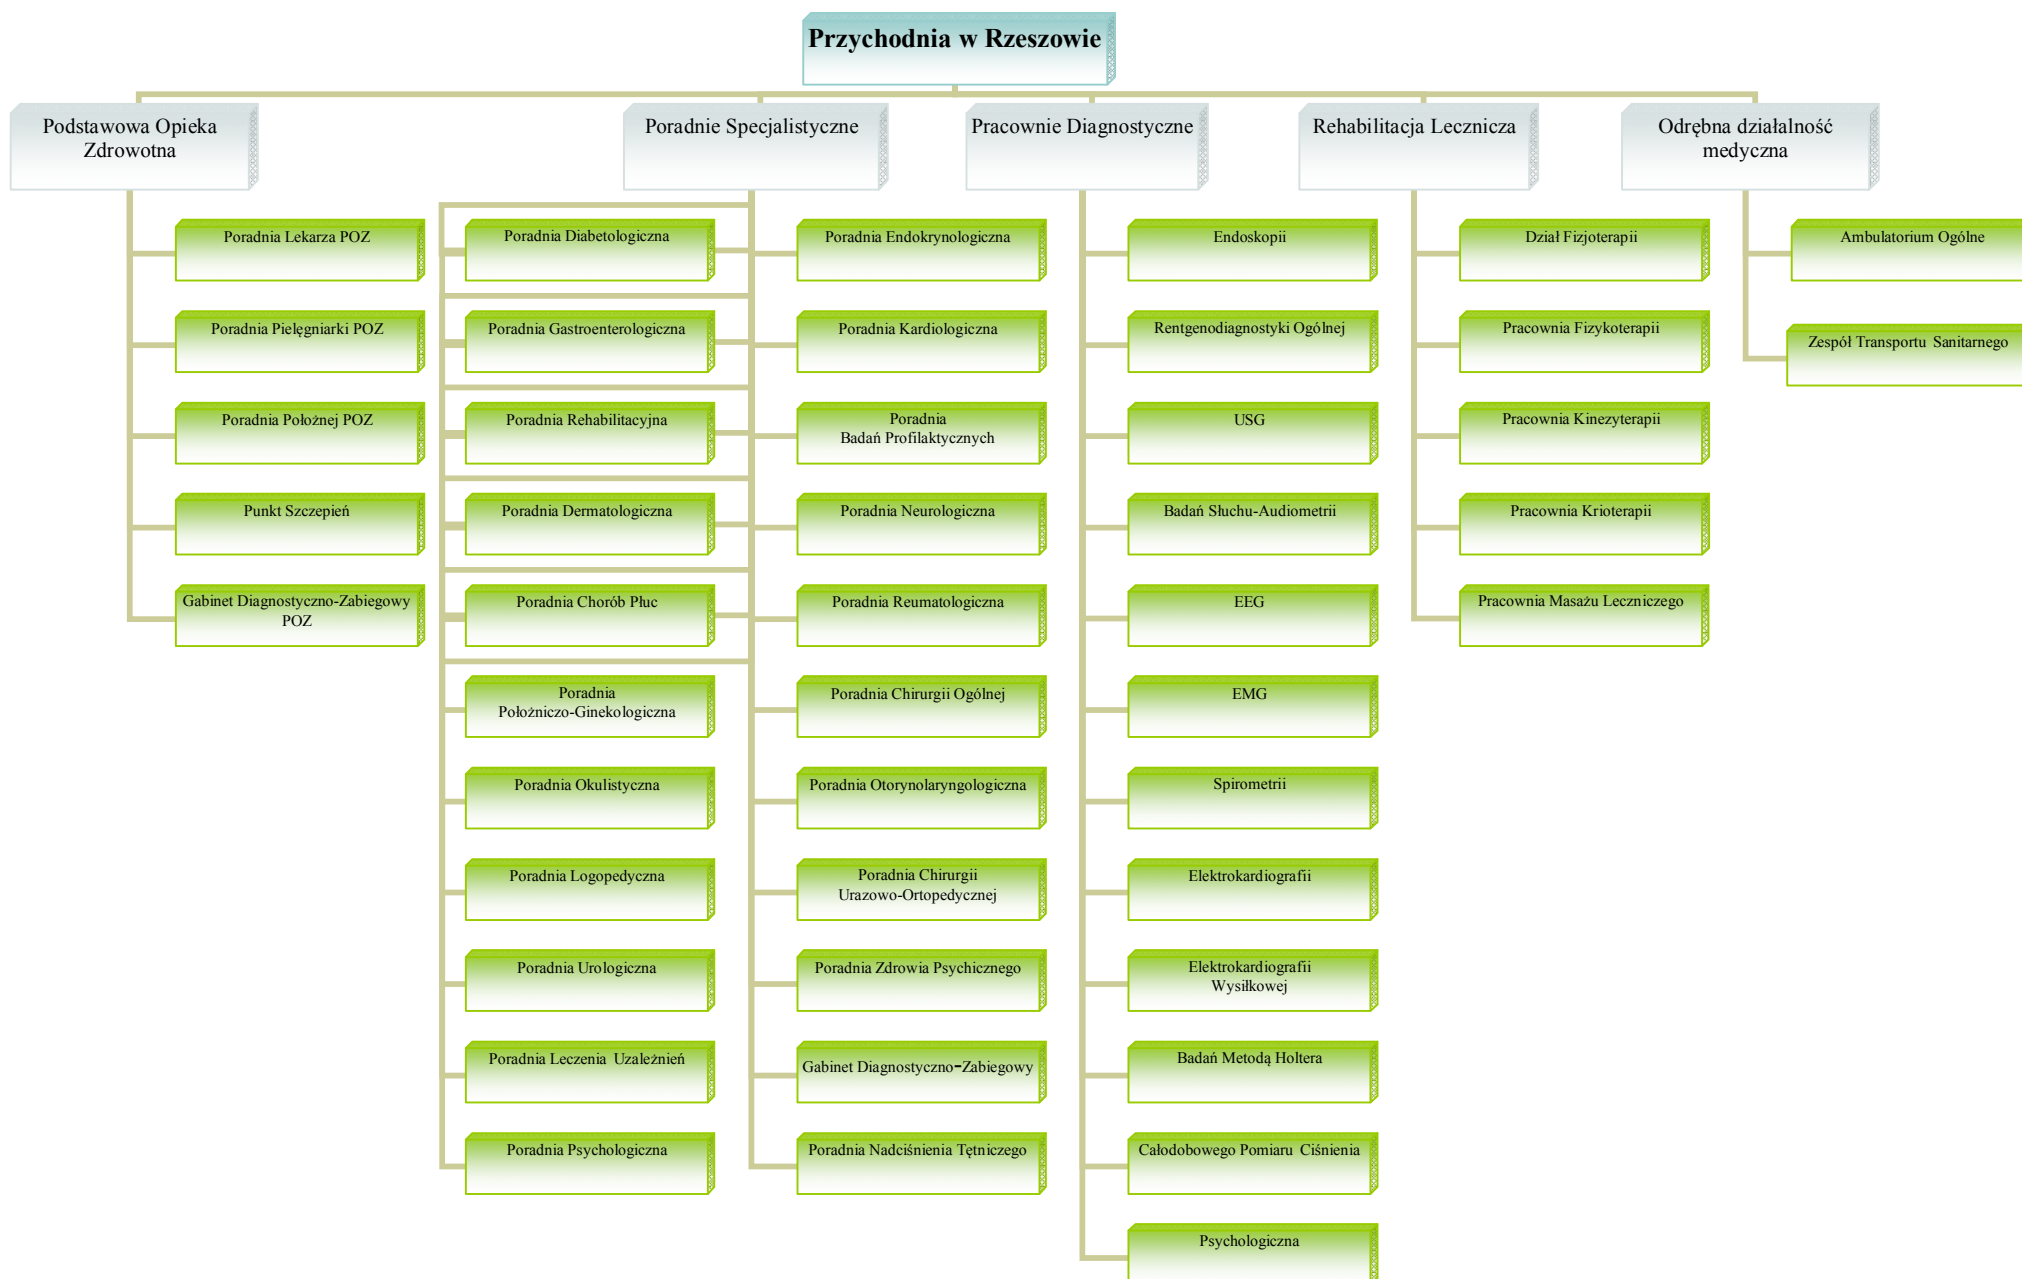 Przychodnia w Rzeszowie
Podstawowa Opieka
Zdrowotna
Poradnie Specjalistyczne
Pracownie Diagnostyczne
Rehabilitacja Lecznicza
Odrębna działalność
medyczna
Poradnia Lekarza POZ
Poradnia Pielęgniarki POZ
Poradnia Położnej POZ
Punkt Szczepień
Gabinet Diagnostyczno-Zabiegowy
POZ
Poradnia Diabetologiczna
Poradnia Gastroenterologiczna
Poradnia Rehabilitacyjna
Poradnia Dermatologiczna
Poradnia Chorób Płuc
Poradnia
Położniczo-Ginekologiczna
Poradnia Okulistyczna
Poradnia Logopedyczna
Poradnia Urologiczna
Poradnia Leczenia Uzależnień
Poradnia Psychologiczna
Poradnia Endokrynologiczna
Poradnia Kardiologiczna
Poradnia
Badań Profilaktycznych
Poradnia Neurologiczna
Poradnia Reumatologiczna
Poradnia Chirurgii Ogólnej
Poradnia Otorynolaryngologiczna
Poradnia Chirurgii
Urazowo-Ortopedycznej
Poradnia Zdrowia Psychicznego
Gabinet Diagnostyczno-Zabiegowy
Poradnia Nadciśnienia Tętniczego
Endoskopii
Rentgenodiagnostyki Ogólnej
USG
Badań Słuchu-Audiometrii
EEG
EMG
Spirometrii
Elektrokardiografii
Elektrokardiografii
Wysiłkowej
Badań Metodą Holtera
Całodobowego Pomiaru Ciśnienia
Psychologiczna
Dział Fizjoterapii
Pracownia Fizykoterapii
Pracownia Kinezyterapii
Pracownia Krioterapii
Pracownia Masażu Leczniczego
Ambulatorium Ogólne
Zespół Transportu Sanitarnego